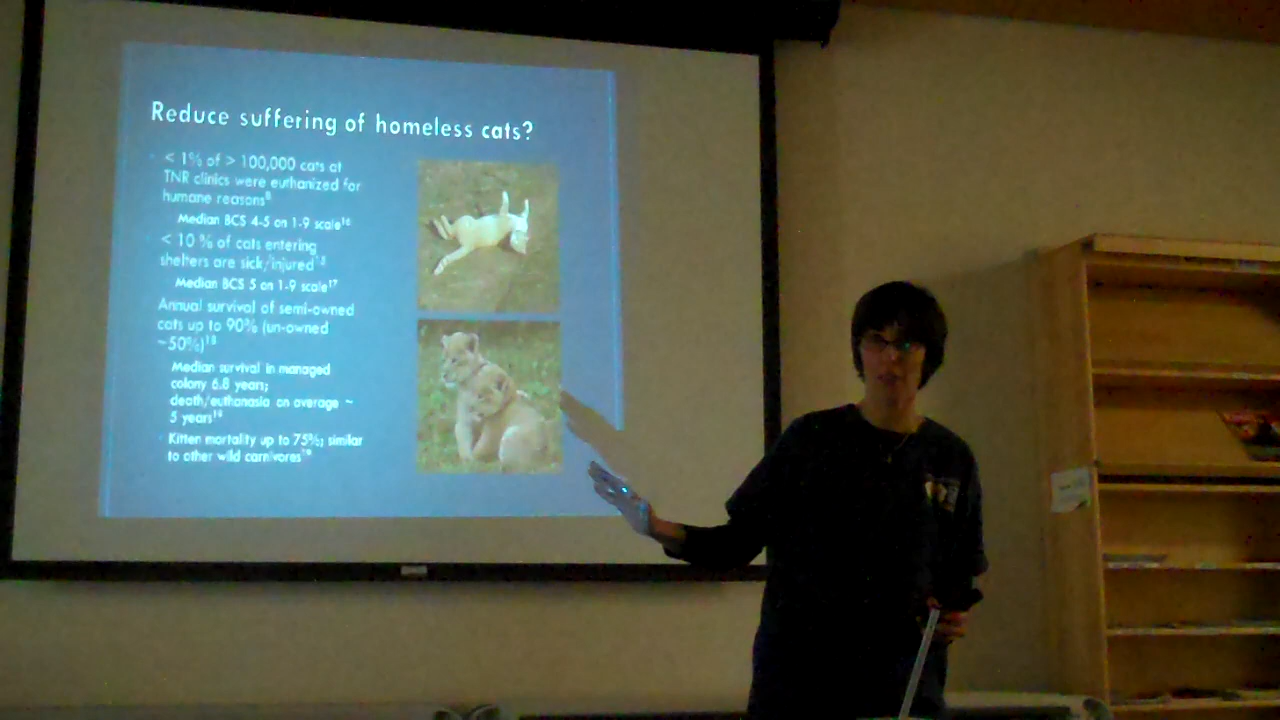 Reduce suffering of homeless cats?
< 1% of > 100,000 cats at
TNR clinics were euthanized for
humane reasons⁸
Median BCS 4-5 on 1-9 scale¹⁶
< 10 % of cats entering
shelters are sick/injured
Median BCS 5 on 1-9 scale¹⁷
Annual survival of semi-owned
cats up to 90% (un-owned
~50%)
Median survival in managed
colony 6.8 years;
death/euthanasia on average ~
5 years
Kitten mortality up to 75%; similar
to other wild carnivores